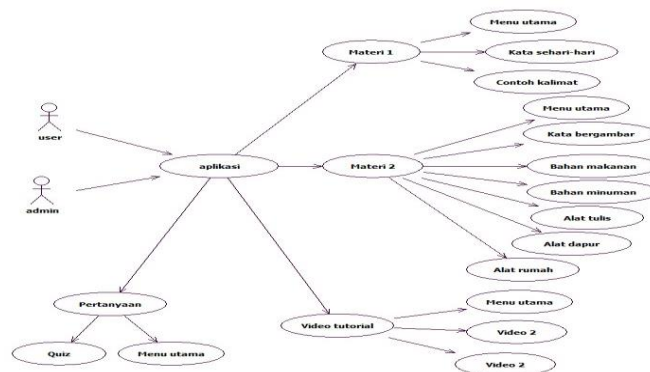 Menu utama
Materi 1
Kata sehari-hari
Contoh kalimat
user
Menu utama
Kata bergambar
aplikasi
Materi 2
Bahan makanan
admin
Bahan minuman
Alat tulis
Alat dapur
Alat rumah
Pertanyaan
Menu utama
Video tutorial
Video 2
Quiz
Menu utama
Video 2